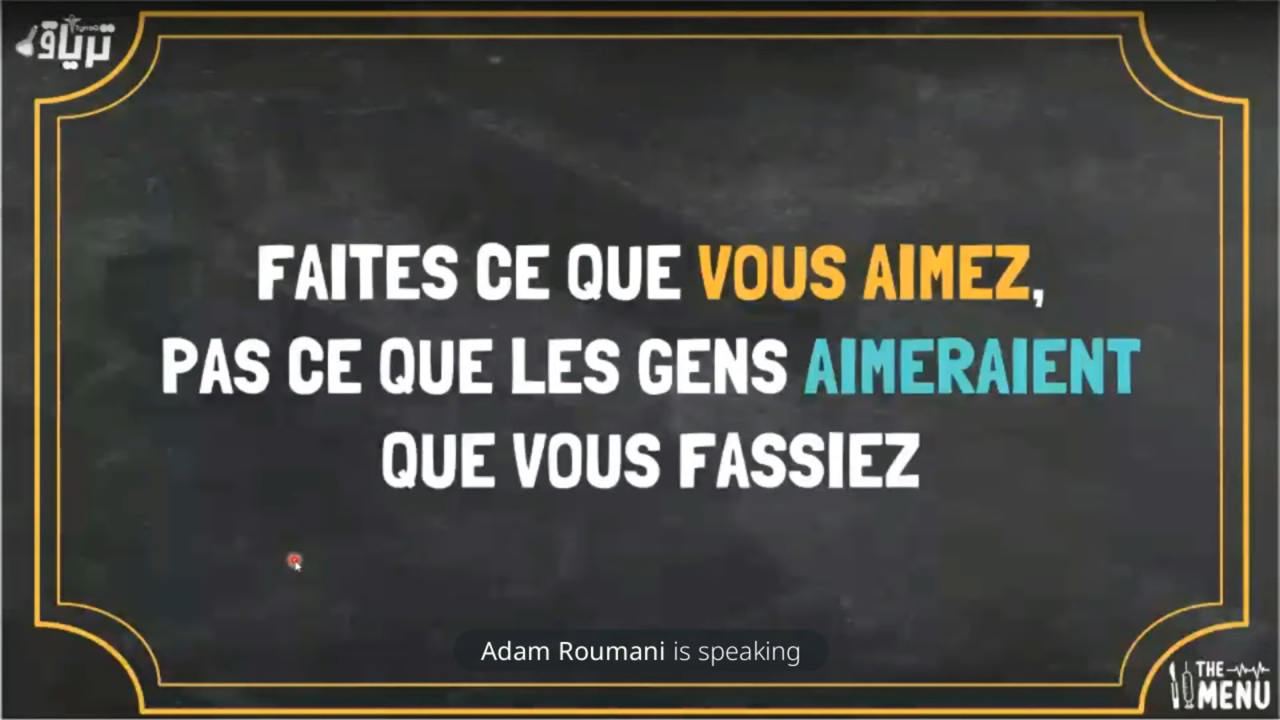 ترياق
FAITES CE QUE VOUS AIMEZ,
PAS CE QUE LES GENS AIMERAIENT
QUE VOUS FASSIEZ
Adam Roumani is speaking
THE
MENU